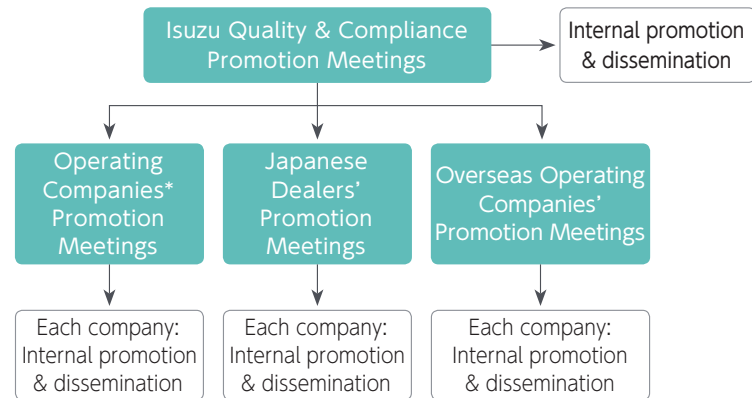 Isuzu Quality & Compliance
Promotion Meetings
Internal promotion
& dissemination
Operating
Companies*
Promotion
Meetings
Japanese
Dealers’
Promotion
Meetings
Overseas Operating
Companies’
Promotion Meetings
Each company:
Internal promotion
& dissemination
Each company:
Internal promotion
& dissemination
Each company:
Internal promotion
& dissemination